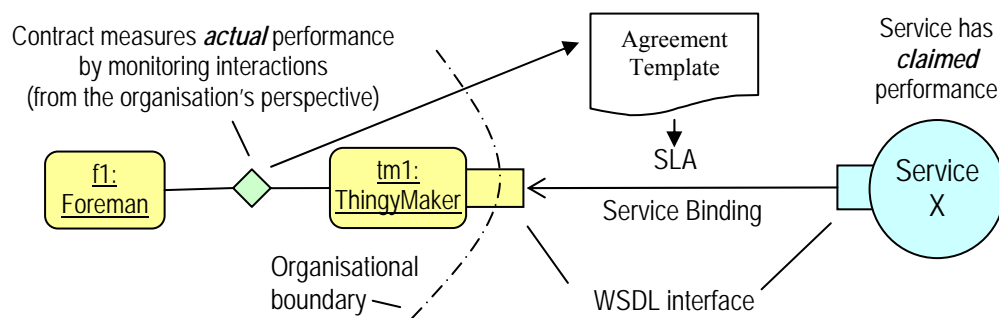 Contract measures actual performance
by monitoring interactions
(from the organisation's perspective)
Agreement
Template
Service has
claimed
performance
f1:
Foreman
tm1:
ThingyMaker
SLA
Service Binding
Service
X
Organisational
boundary
WSDL interface